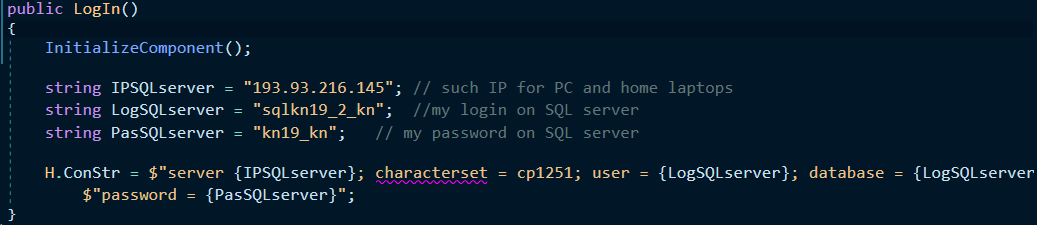 public LogIn()
{
InitializeComponent();
string IPSQLserver = "193.93.216.145"; // such IP for PC and home laptops
string LogSQLserver = "sqlkn19_2_kn";  //my login on SQL server
string PasSQLserver = "kn19_kn";   // my password on SQL server
H.ConStr = $"server {IPSQLserver}; characterset = cp1251; user = {LogSQLserver}; database = {LogSQLserver
$"password = {PasSQLserver}";
}